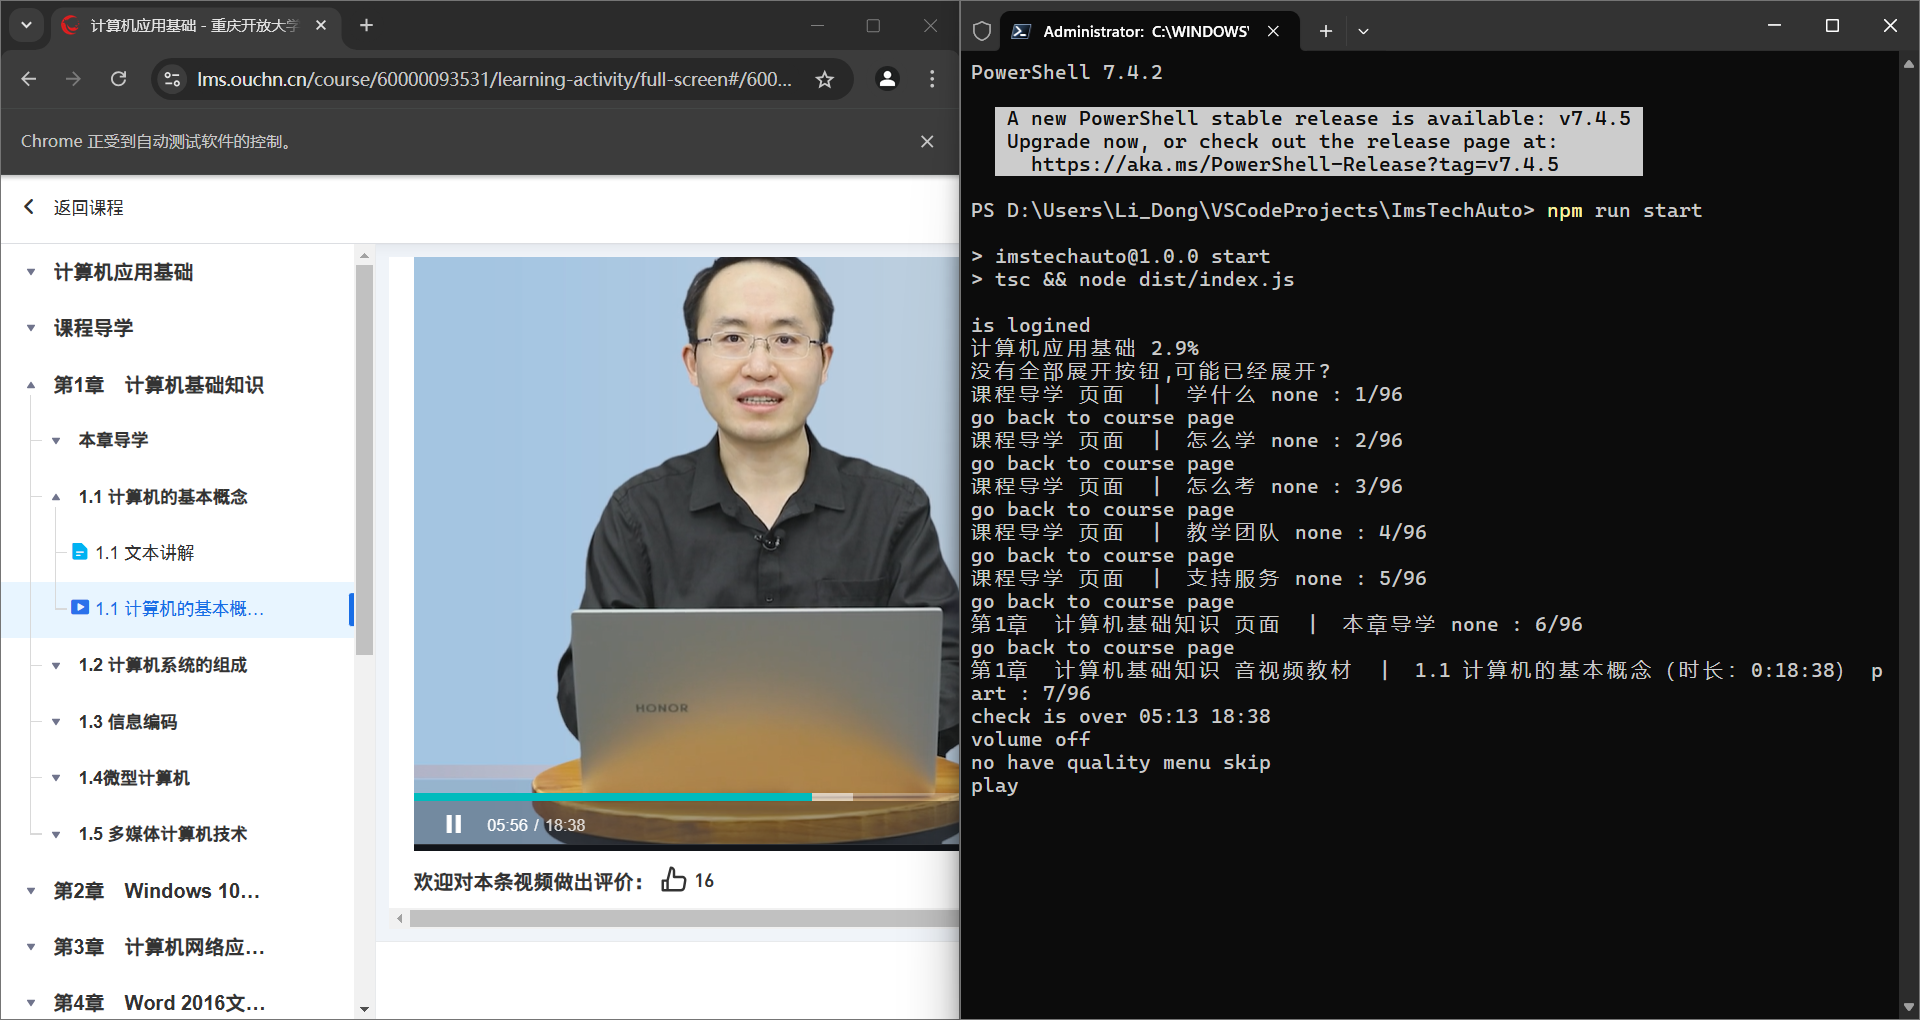 计算机应用基础 - 重庆开放大学
lms.ouchn.cn/course/60000093531/learning-activity/full-screen#/600...
Chrome 正受到自动测试软件的控制。
返回课程
计算机应用基础
课程导学
第1章 计算机基础知识
本章导学
1.1 计算机的基本概念
1.1 文本讲解
1.1 计算机的基本概...
1.2 计算机系统的组成
1.3 信息编码
1.4微型计算机
1.5 多媒体计算机技术
第2章 Windows 10...
第3章 计算机网络应...
第4章 Word 2016文...
HONOR
05:56 / 18:38
欢迎对本条视频做出评价： 16
Administrator: C:\WINDOWS\
PowerShell 7.4.2
A new PowerShell stable release is available: v7.4.5
Upgrade now, or check out the release page at:
https://aka.ms/PowerShell-Release?tag=v7.4.5
PS D:\Users\Li_Dong\VSCodeProjects\ImsTechAuto> npm run start
> imstechauto@1.0.0 start
> tsc && node dist/index.js
is logined
计算机应用基础 2.9%
没有全部展开按钮,可能已经展开?
课程导学 页面 | 学什么 none : 1/96
go back to course page
课程导学 页面 | 怎么学 none : 2/96
go back to course page
课程导学 页面 | 怎么考 none : 3/96
go back to course page
课程导学 页面 | 教学团队 none : 4/96
go back to course page
课程导学 页面 | 支持服务 none : 5/96
go back to course page
第1章 计算机基础知识 页面 | 本章导学 none : 6/96
go back to course page
第1章 计算机基础知识 音视频教材 | 1.1 计算机的基本概念（时长：0:18:38） p
art : 7/96
check is over 05:13 18:38
volume off
no have quality menu skip
play